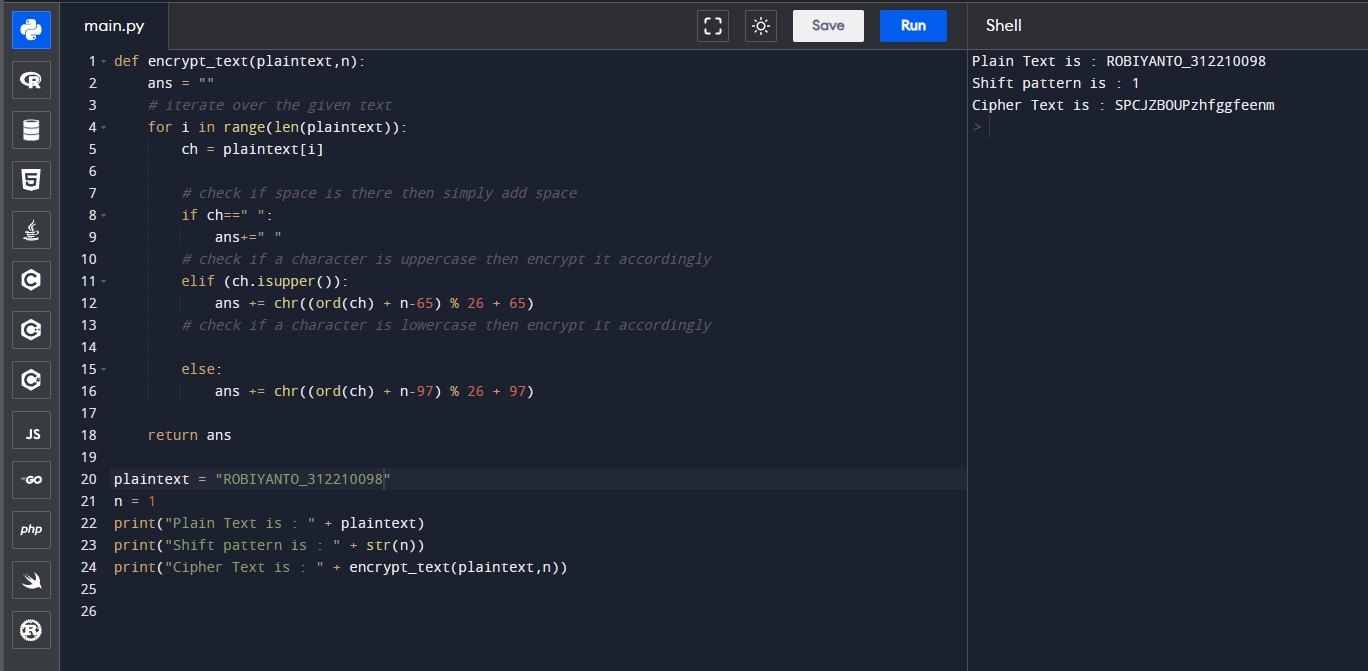 main.py
Save
Run
Shell
1 def encrypt_text(plaintext,n):
2     ans = ""
3     # iterate over the given text
4     for i in range(len(plaintext)):
5         ch = plaintext[i]
6
7         # check if space is there then simply add space
8         if ch==" ":
9             ans+=" "
10         # check if a character is uppercase then encrypt it accordingly
11         elif (ch.isupper()):
12             ans += chr((ord(ch) + n-65) % 26 + 65)
13         # check if a character is lowercase then encrypt it accordingly
14
15         else:
16             ans += chr((ord(ch) + n-97) % 26 + 97)
17
18     return ans
19
20 plaintext = "ROBIYANTO_312210098"
21 n = 1
22 print("Plain Text is : " + plaintext)
23 print("Shift pattern is : " + str(n))
24 print("Cipher Text is : " + encrypt_text(plaintext,n))
25
26
Plain Text is : ROBIYANTO_312210098
Shift pattern is : 1
Cipher Text is : SPCJZBOUPzhfggfeenm
>
R
5
C
C
C
JS
GO
php
R